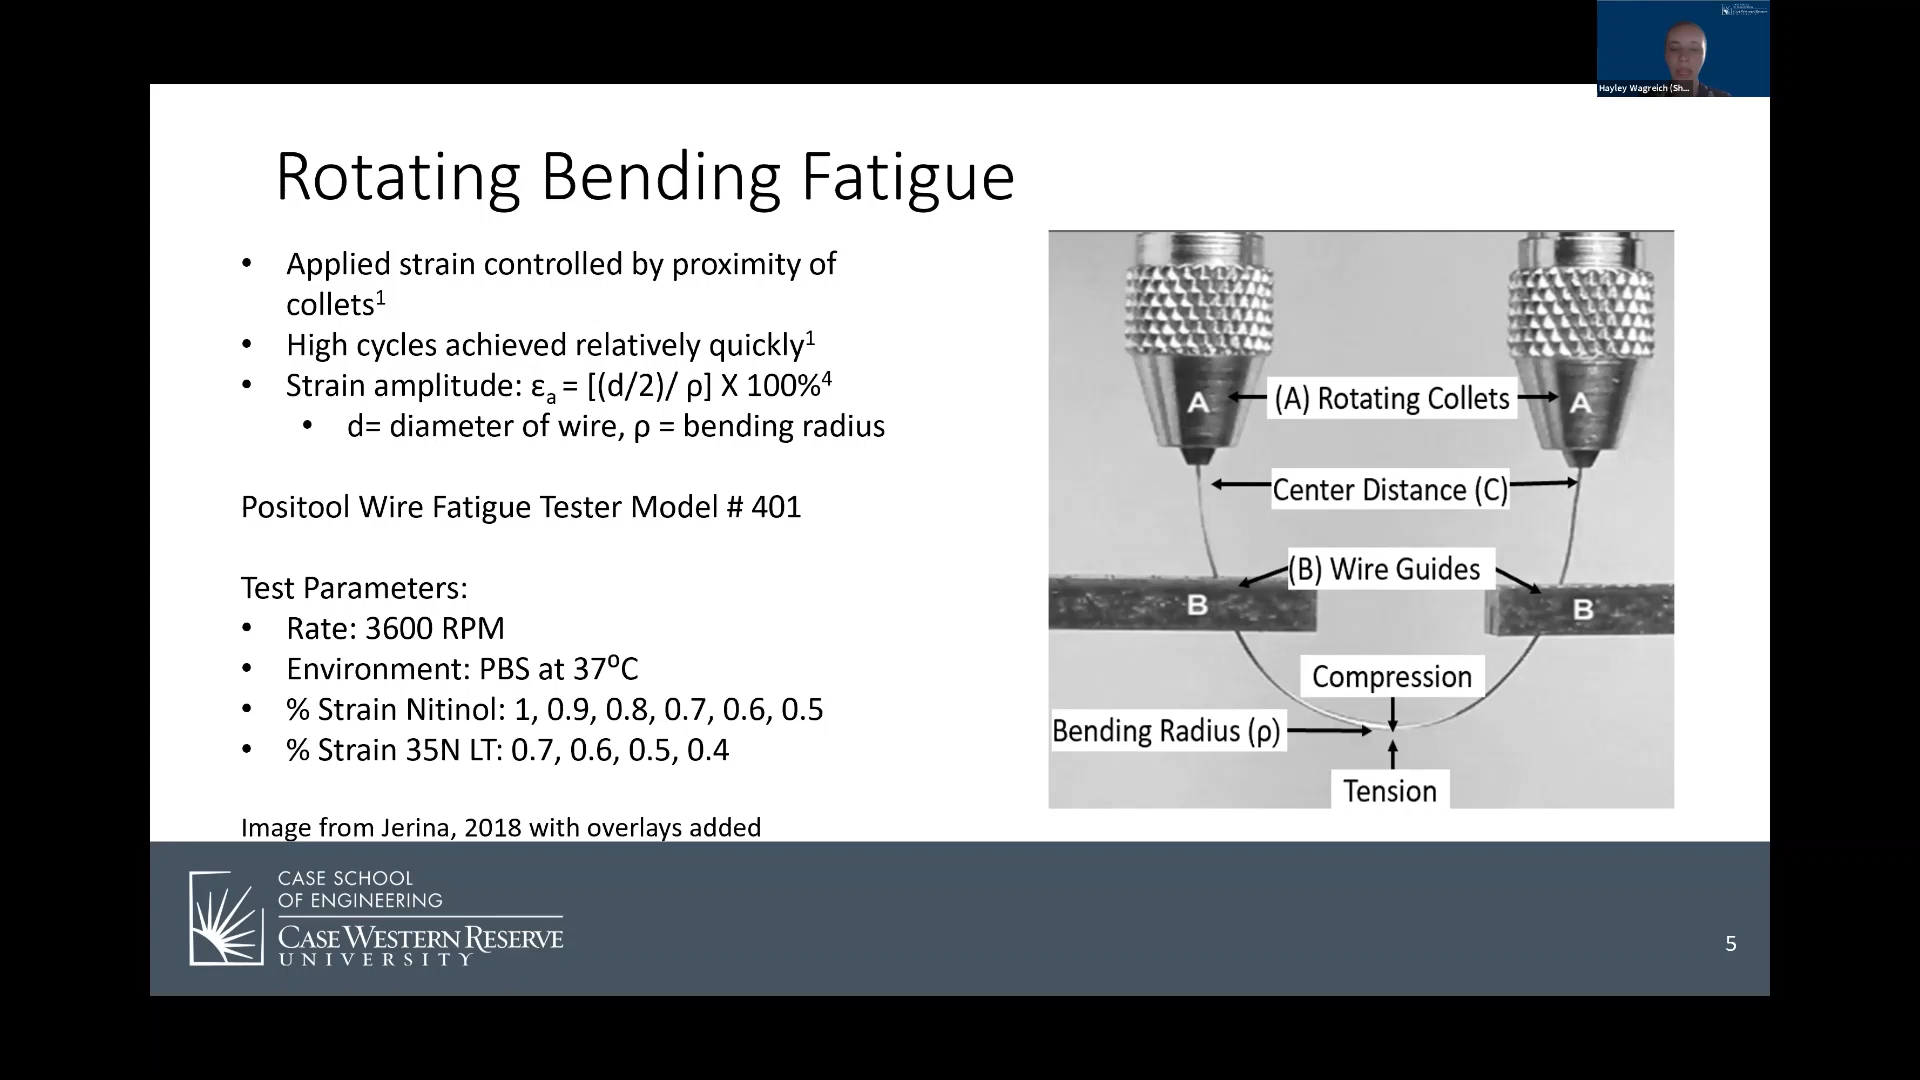 Hayley Wagreich (Sh...
Rotating Bending Fatigue
• Applied strain controlled by proximity of
collets¹
• High cycles achieved relatively quickly¹
• Strain amplitude: εₐ = [(d/2)/ ρ] X 100%⁴
• d= diameter of wire, ρ = bending radius
Positool Wire Fatigue Tester Model # 401
Test Parameters:
• Rate: 3600 RPM
• Environment: PBS at 37⁰C
• % Strain Nitinol: 1, 0.9, 0.8, 0.7, 0.6, 0.5
• % Strain 35N LT: 0.7, 0.6, 0.5, 0.4
Image from Jerina, 2018 with overlays added
A
(A) Rotating Collets
A
Center Distance (C)
(B) Wire Guides
B
B
Compression
Bending Radius (ρ)
Tension
CASE SCHOOL
OF ENGINEERING
CASE WESTERN RESERVE
UNIVERSITY
5